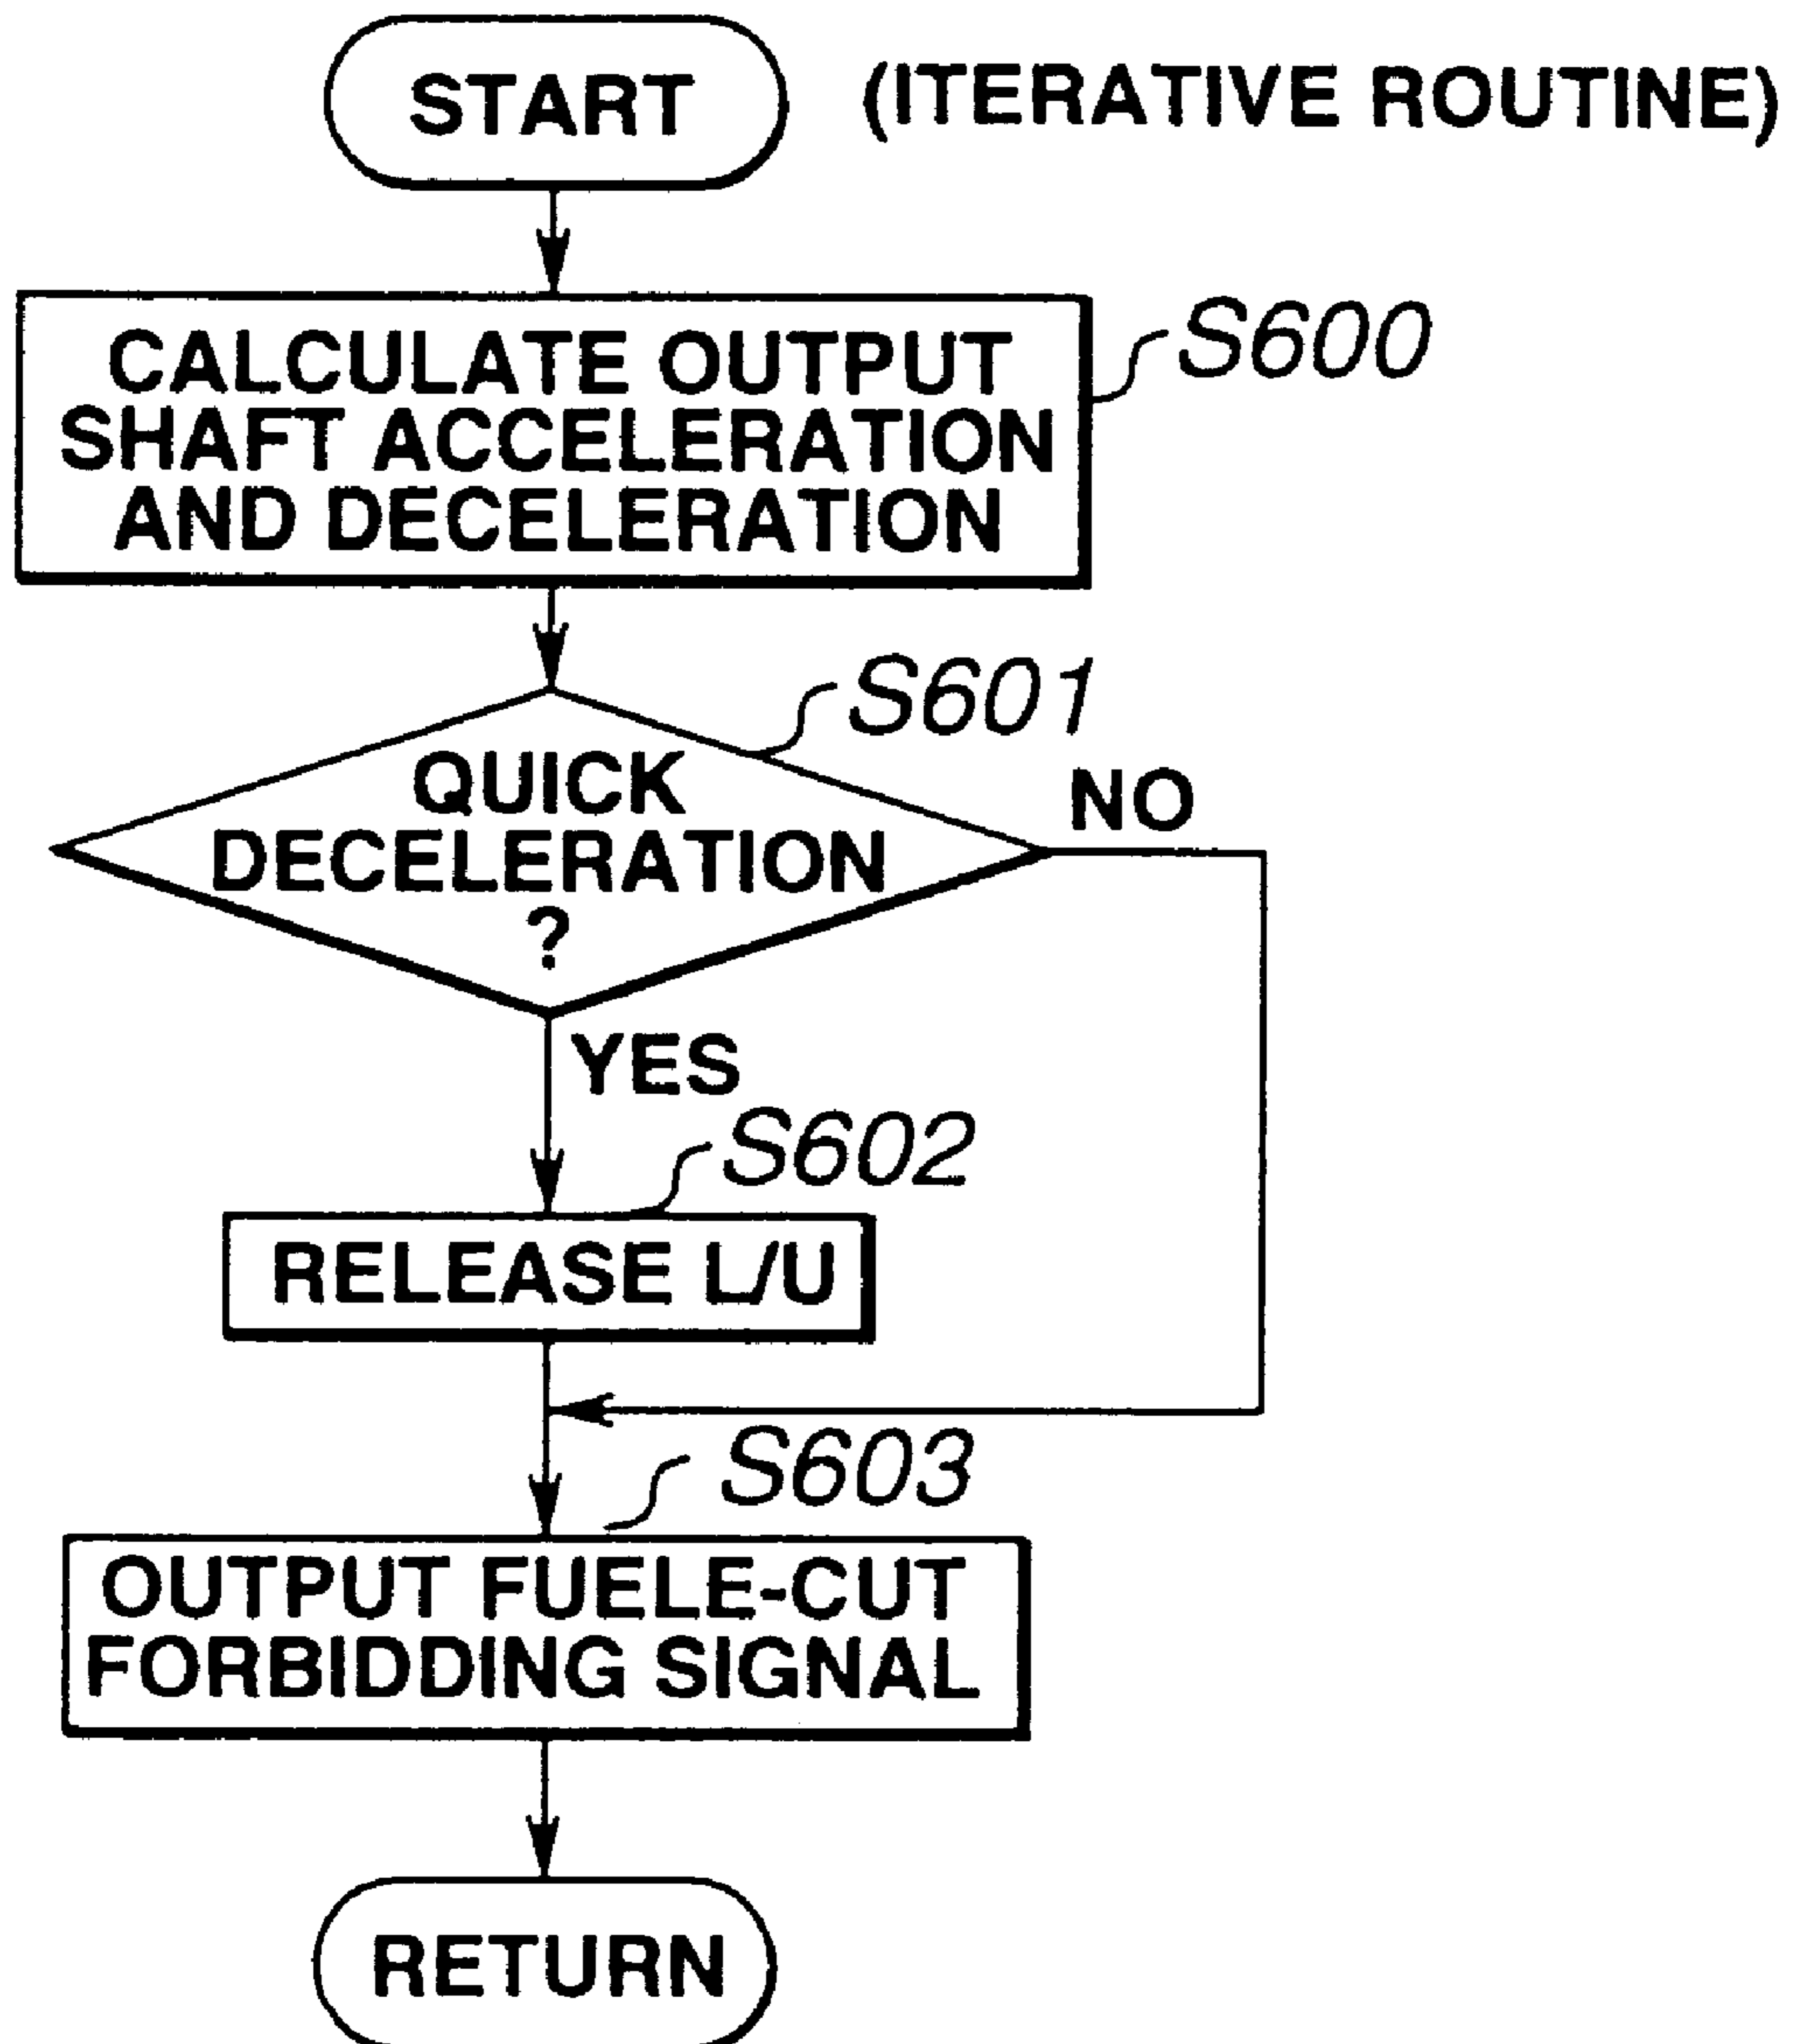 START
(ITERATIVE ROUTINE)
CALCULATE OUTPUT
SHAFT ACCELERATION
AND DECELERATION
S600
S601
QUICK
DECELERATION
?
NO
YES
S602
RELEASE L/U
S603
OUTPUT FUELE-CUT
FORBIDDING SIGNAL
RETURN